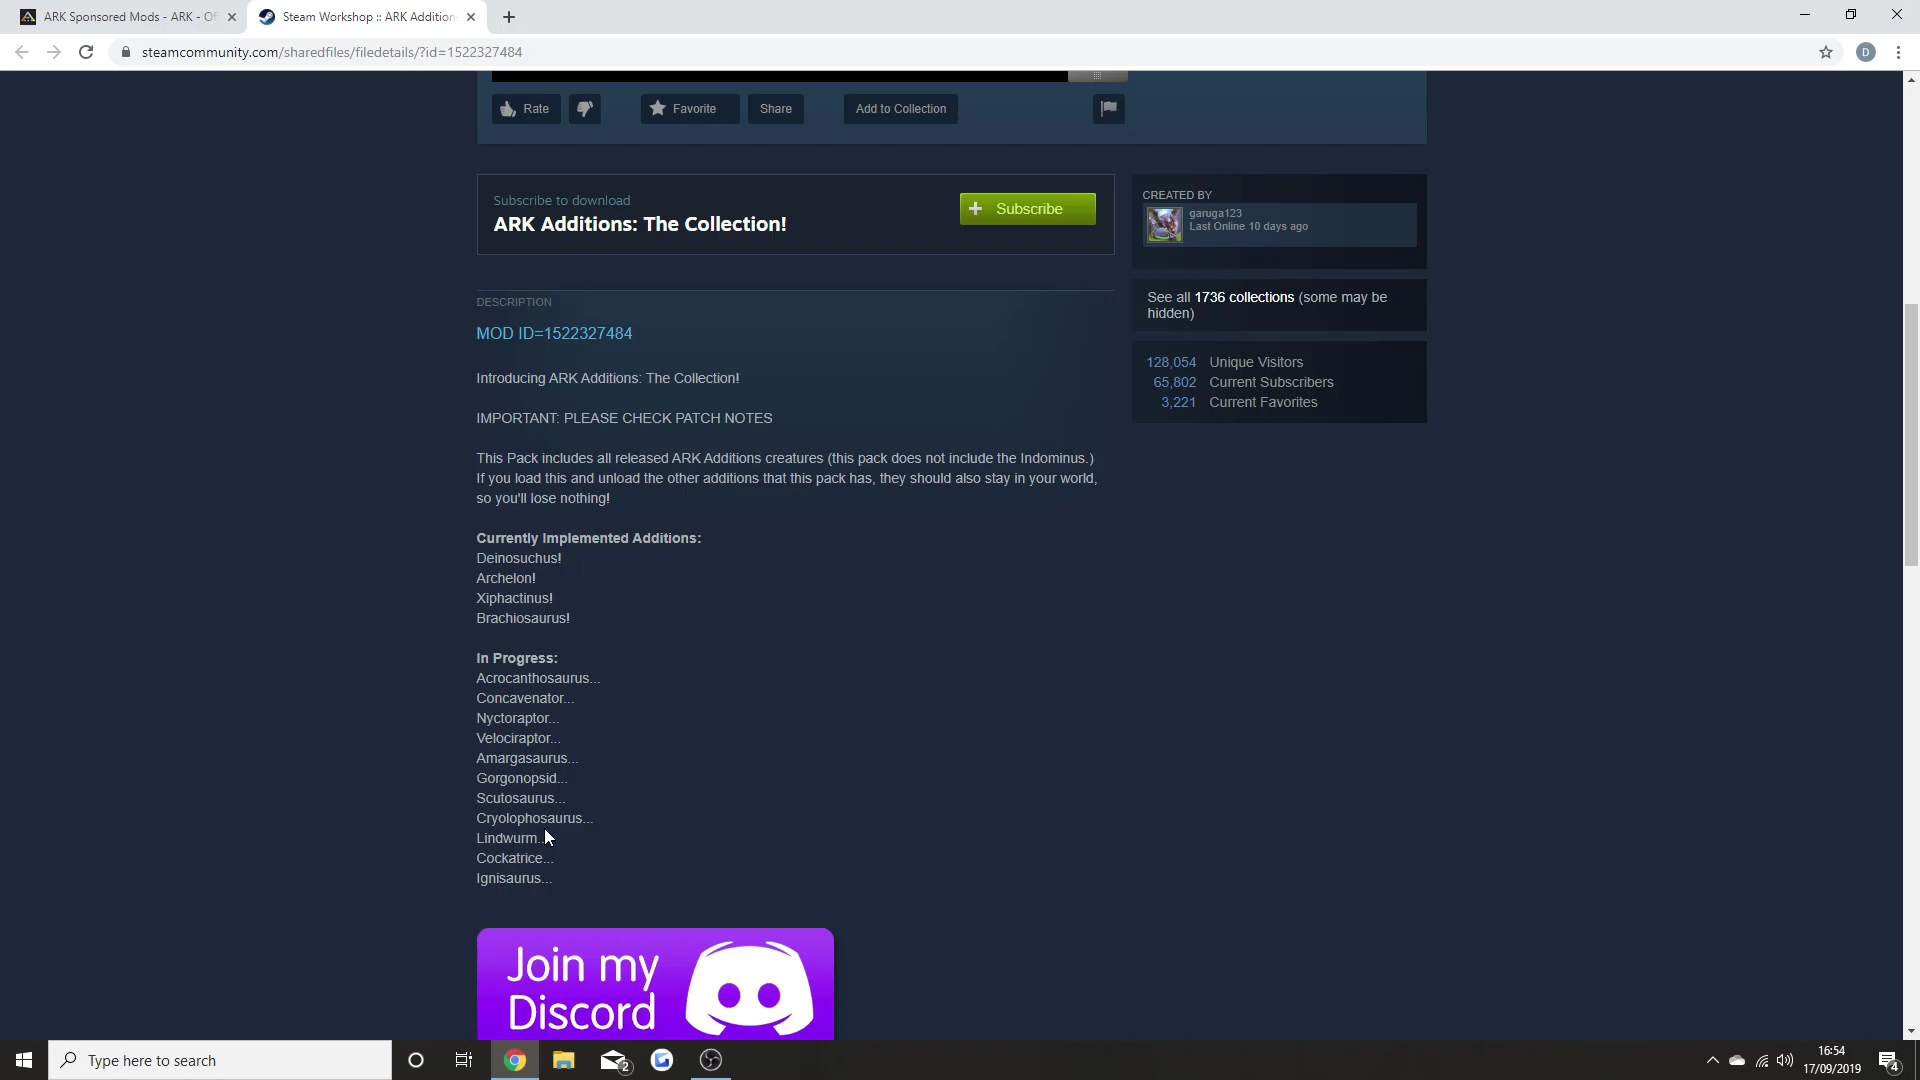 ARK Sponsored Mods - ARK - Of
Steam Workshop :: ARK Addition
steamcommunity.com/sharedfiles/filedetails/?id=1522327484
D
Rate
Favorite
Share
Add to Collection
Subscribe to download
ARK Additions: The Collection!
Subscribe
DESCRIPTION
MOD ID=1522327484
Introducing ARK Additions: The Collection!
IMPORTANT: PLEASE CHECK PATCH NOTES
This Pack includes all released ARK Additions creatures (this pack does not include the Indominus.)
If you load this and unload the other additions that this pack has, they should also stay in your world,
so you'll lose nothing!
Currently Implemented Additions:
Deinosuchus!
Archelon!
Xiphactinus!
Brachiosaurus!
In Progress:
Acrocanthosaurus...
Concavenator...
Nyctoraptor...
Velociraptor...
Amargasaurus...
Gorgonopsid...
Scutosaurus...
Cryolophosaurus...
Lindwurm...
Cockatrice...
Ignisaurus...
Join my
Discord
CREATED BY
garuga123
Last Online 10 days ago
See all 1736 collections (some may be
hidden)
128,054 Unique Visitors
65,802 Current Subscribers
3,221 Current Favorites
Type here to search
2
16:54
17/09/2019
4